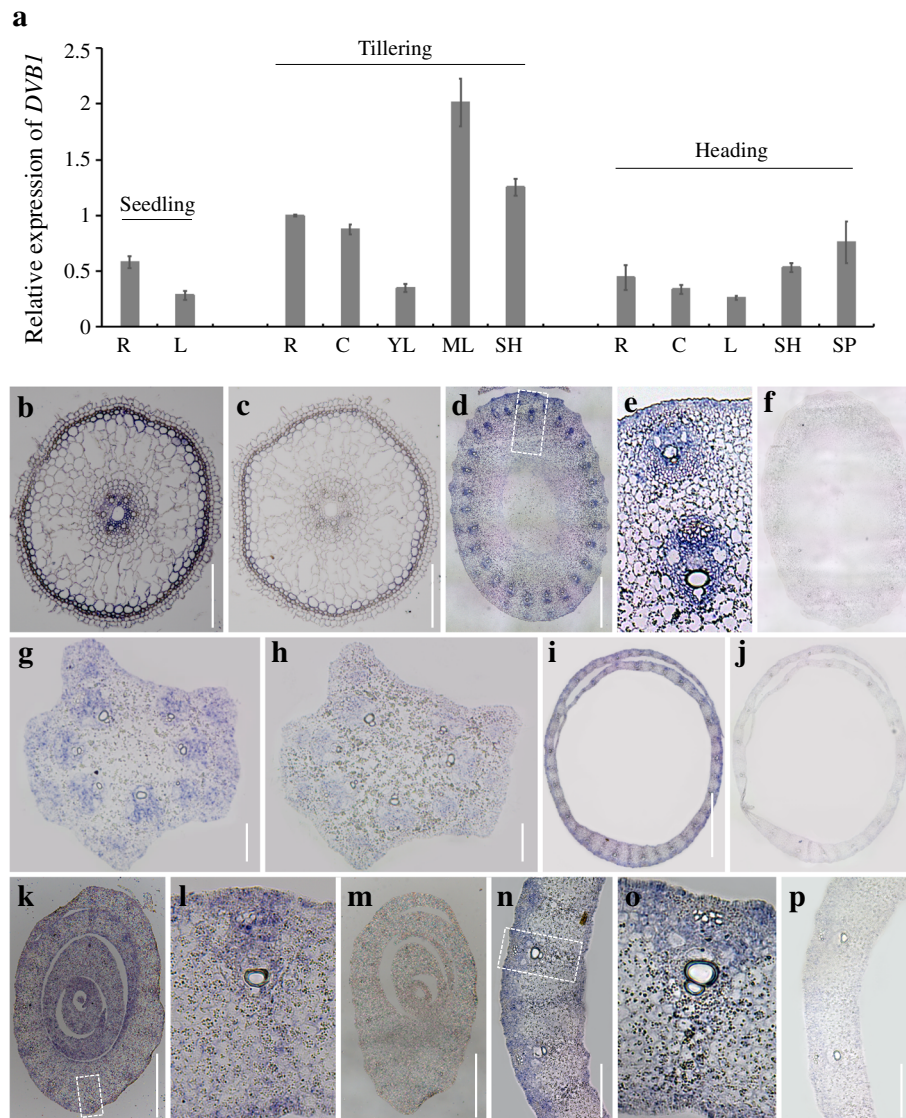 a
Relative expression of DVB1
2.5
2
1.5
1
0.5
0
Seedling
Tillering
Heading
R L R C YL ML SH R C L SH SP
b c d e f
g h i j
k l m n o p